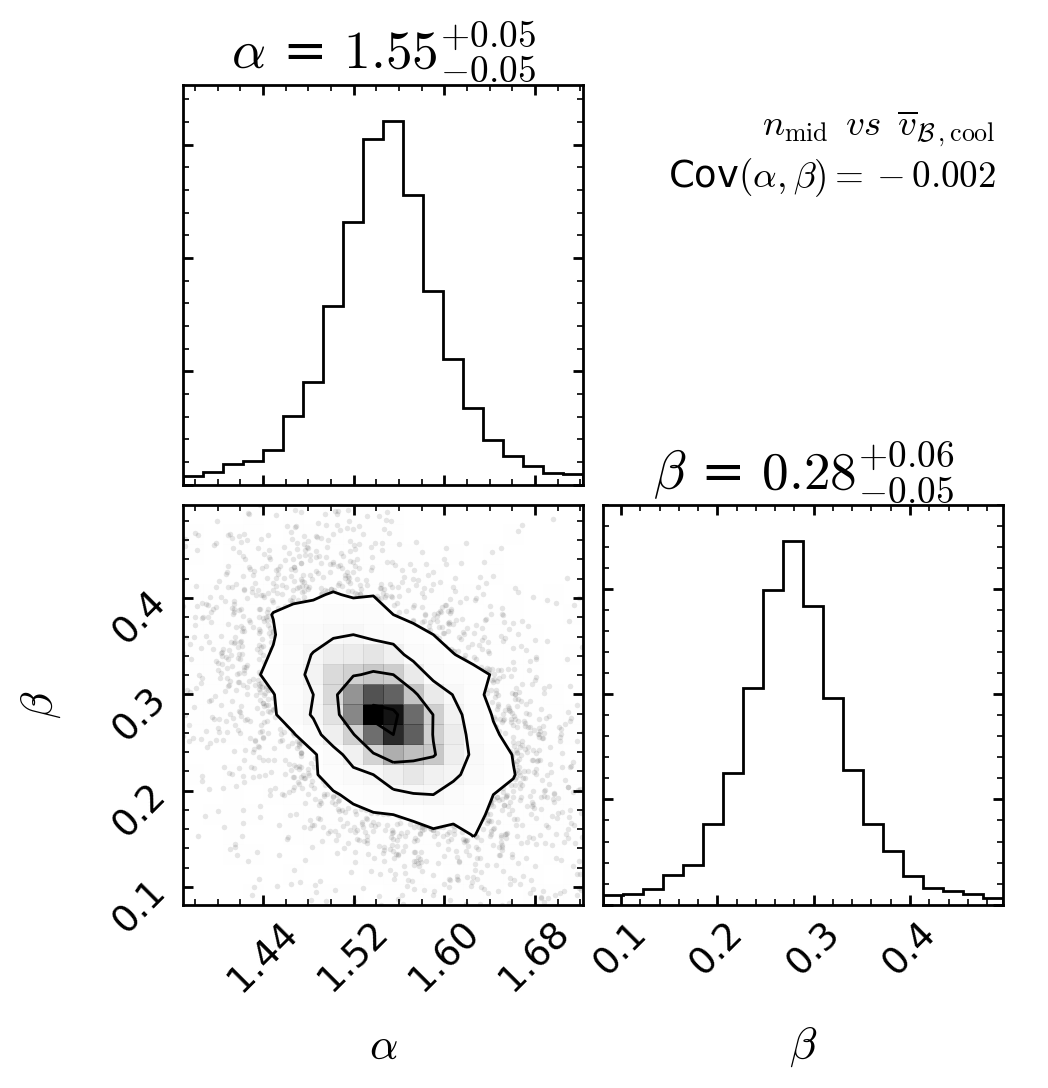 α = 1.55+0.05−0.05
n_mid vs v̅_ℬ, cool
Cov(α, β) = − 0.002
β = 0.28+0.06−0.05
β
0.4
0.3
0.2
0.1
1.44 1.52 1.60 1.68
0.1 0.2 0.3 0.4
α β